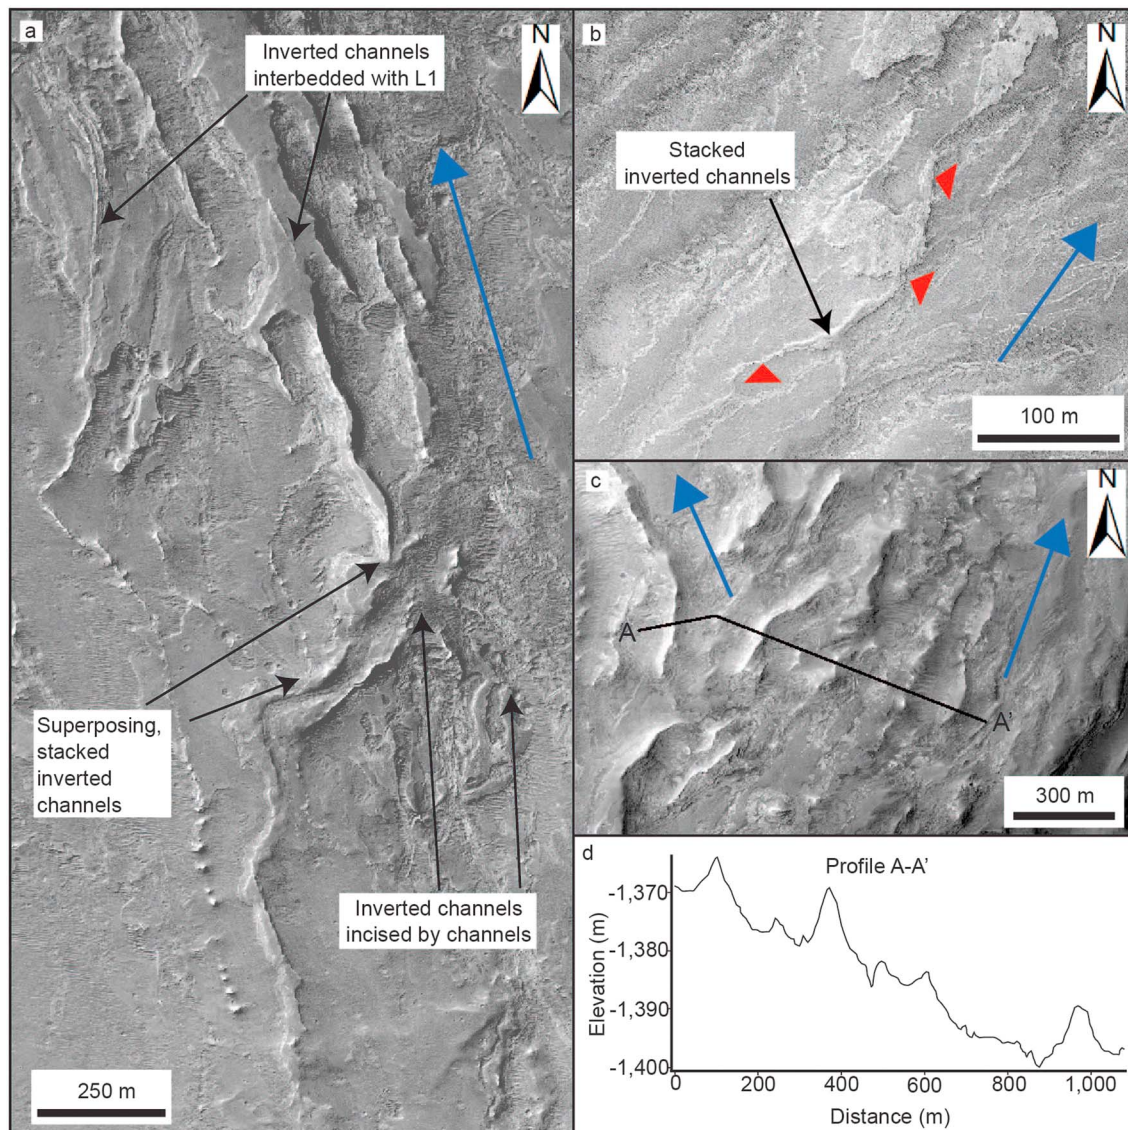 a
Inverted channels
interbedded with L1
N
Superposing,
stacked
inverted
channels
Inverted channels
incised by channels
250 m
b
N
Stacked
inverted channels
100 m
c
N
A
A'
300 m
d
Profile A-A'
Elevation (m)
-1,370
-1,380
-1,390
-1,400
0
200
400
600
800
1,000
Distance (m)